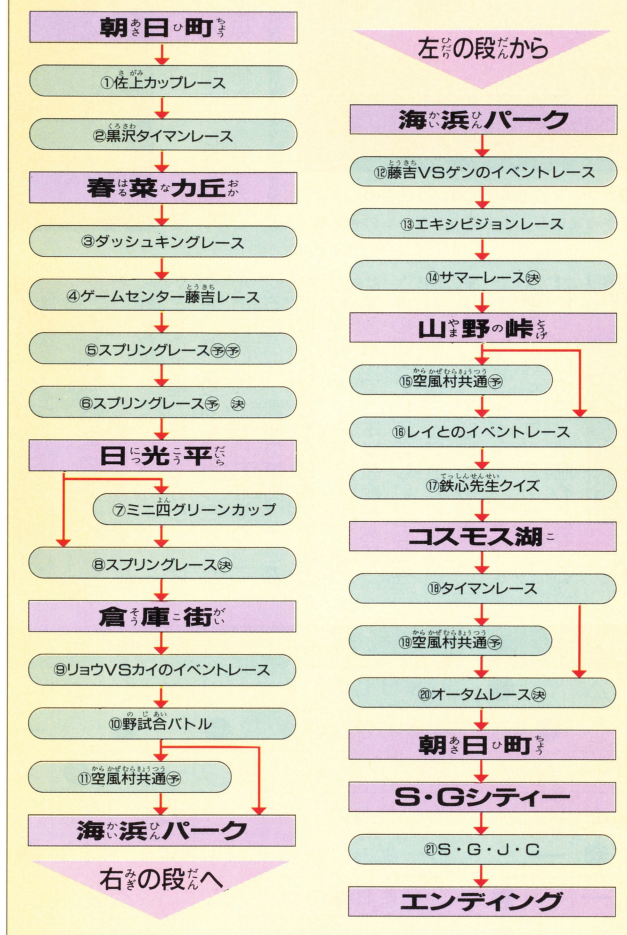 朝日町
①佐上カップレース
②黒沢タイマンレース
春菜カ丘
③ダッシュキングレース
④ゲームセンター藤吉レース
⑤スプリングレース㋮予予
⑥スプリングレース予 決
日光平
⑦ミニ四グリーンカップ
⑧スプリングレース決
倉庫街
⑨リョウVSカイのイベントレース
⑩野試合バトル
⑪空風村共通予
海浜パーク
右の段へ
左の段から
海浜パーク
⑫藤吉VSゲンのイベントレース
⑬エキシビジョンレース
⑭サマーレース決
山野の峠
⑮空風村共通予
⑯レイとのイベントレース
⑰鉄心先生クイズ
コスモス湖
⑱タイマンレース
⑲空風村共通予
⑳オータムレース決
朝日町
S・Gシティー
㉑S・G・J・C
エンディング